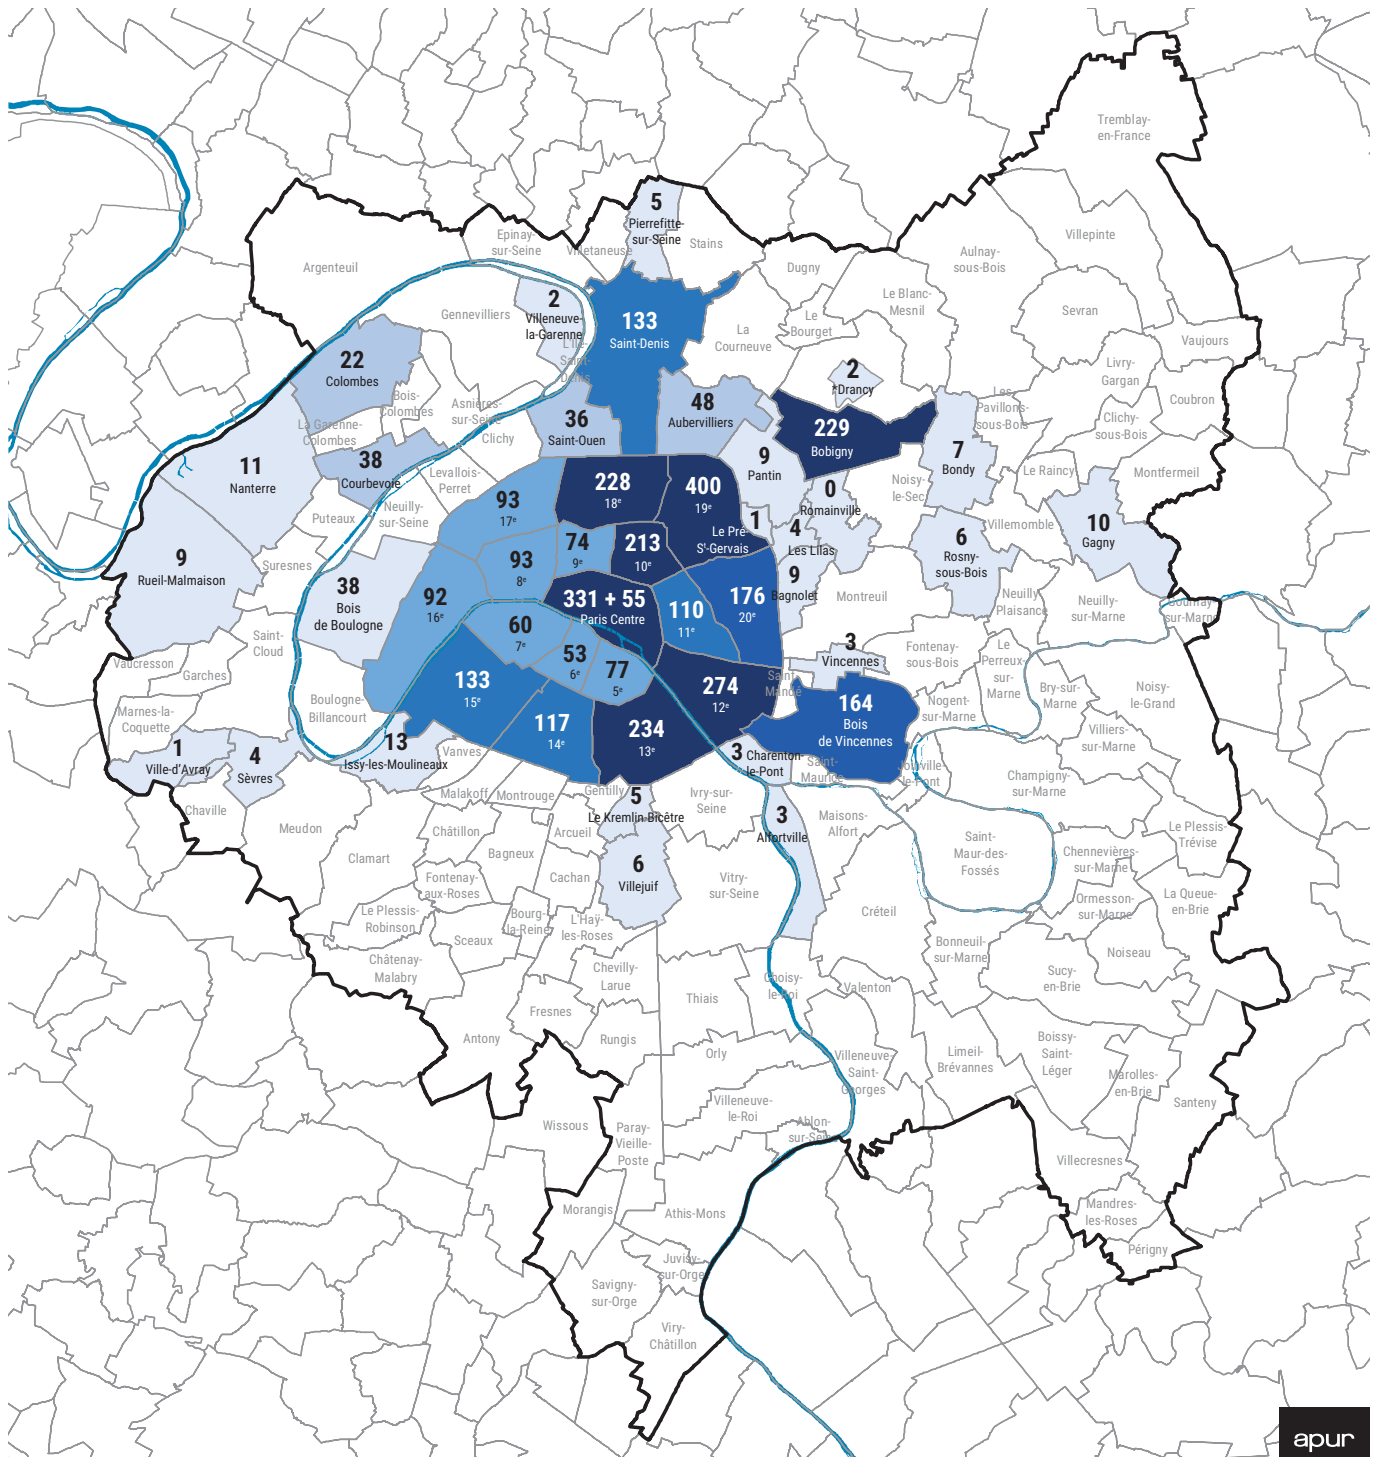 Tremblay-
en-France
5
Pierrefitte-
sur-Seine
Epinay-
sur-Seine
Villetaneuse
Stains
Villepinte
Aulnay-
sous-Bois
Argenteuil
Dugny
Le Blanc-
Mesnil
Sevran
2
Villeneuve-
la-Garenne
Gennevilliers
L'Ile-
Saint-
Denis
133
Saint-Denis
La
Courneuve
Le
Bourget
Vaujours
22
Colombes
Livry-
Gargan
2
*Drancy
Coubron
Bois-
Colombes
Asnières-
sur-Seine
Les
Pavillons-
sous-Bois
48
Aubervilliers
36
Saint-Ouen
La Garenne-
Colombes
Clichy
229
Bobigny
Clichy-
sous-Bois
7
Bondy
9
Pantin
38
Courbevoie
11
Nanterre
Levallois-
Perret
Le Raincy
Montfermeil
228
18e
400
19e
0
Romainville
Noisy-
le-Sec
93
17e
Puteaux
Neuilly-
sur-Seine
1
Le Pré-
St-Gervais
4
Les Lilas
Villemomble
10
Gagny
6
Rosny-
sous-Bois
74
9e
213
10e
9
Rueil-Malmaison
93
8e
Suresnes
9
Bagnolet
38
Bois
de Boulogne
92
16e
331 + 55
Paris Centre
110
11e
176
20e
Montreuil
Neuilly
Plaisance
Neuilly-
sur-Marne
Gournay-
sur-Marne
60
7e
53
6e
77
5e
Saint-
Cloud
3
Vincennes
Fontenay-
sous-Bois
Le
Perreux-
sur-
Marne
Vaucresson
Garches
133
15e
274
12e
Saint-
Mandé
164
Bois
de Vincennes
Bry-sur-
Marne
Noisy-
le-Grand
Nogent-
sur-Marne
Boulogne-
Billancourt
Marnes-la-
Coquette
117
14e
234
13e
Villiers-
sur-Marne
1
Ville-d'Avray
4
Sèvres
13
Issy-les-Moulineaux
Vanves
3
Charenton-
le-Pont
Saint-
Maurice
Joinville-
le-Pont
Champigny-
sur-Marne
Malakoff
Montrouge
Gentilly
5
Le Kremlin-Bicêtre
Ivry-sur-
Seine
Chaville
Meudon
Châtillon
Arcueil
3
Alfortville
Maisons-
Alfort
Saint-
Maur-des-
Fossés
Le Plessis-
Trévise
Clamart
Bagneux
6
Villejuif
Chennevières-
sur-Marne
Fontenay-
aux-Roses
Cachan
Vitry-
sur-Seine
La Queue-
en-Brie
Ormesson-
sur-Marne
Le Plessis-
Robinson
Bourg-
la-Reine
L'Haÿ-
les-Roses
Créteil
Sceaux
Bonneuil-
sur-Marne
Noiseau
Châtenay-
Malabry
Chevilly-
Larue
Sucy-
en-Brie
Thiais
Choisy-
le-Roi
Valenton
Fresnes
Antony
Rungis
Orly
Villeneuve-
Saint-
Georges
Limeil-
Brévannes
Boissy-
Saint-
Léger
Marolles-
en-Brie
Santeny
Villeneuve-
le-Roi
Ablon-
sur-Seine
Wissous
Paray-
Vieille-
Poste
Villecresnes
Morangis
Athis-Mons
Mandres-
les-Roses
Périgny
Juvisy-
sur-Orge
Savigny-
sur-Orge
Viry-
Châtillon
apur